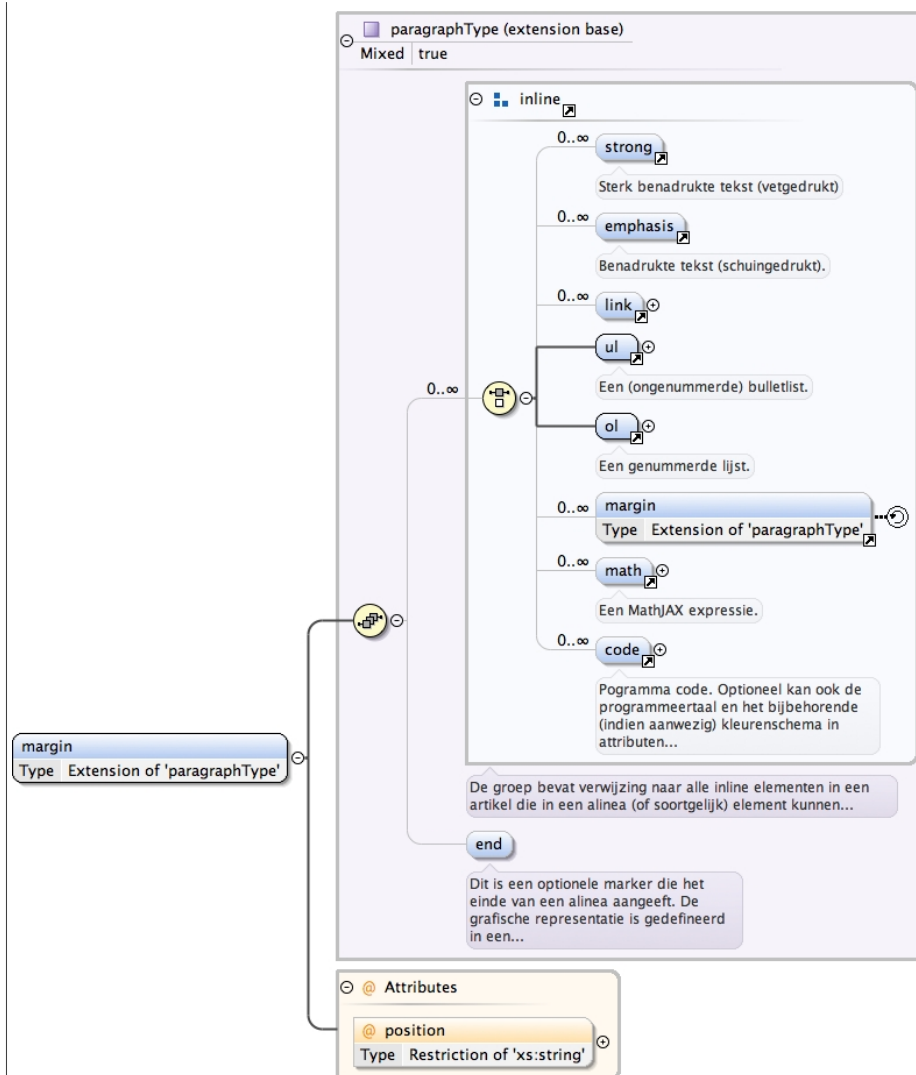 paragraphType (extension base)
Mixed true
inline
0..∞
strong
Sterk benadrukte tekst (vetgedrukt)
0..∞
emphasis
Benadrukte tekst (schuingedrukt).
0..∞
link
ul
Een (ongenummerde) bulletlist.
0..∞
ol
Een genummerde lijst.
0..∞
margin
Type Extension of 'paragraphType'
0..∞
math
Een MathJAX expressie.
0..∞
code
Pogramma code. Optioneel kan ook de
programmeertaal en het bijbehorende
(indien aanwezig) kleurenschema in
attributen...
margin
Type Extension of 'paragraphType'
De groep bevat verwijzing naar alle inline elementen in een
artikel die in een alinea (of soortgelijk) element kunnen...
end
Dit is een optionele marker die het
einde van een alinea aangeeft. De
grafische representatie is gedefineerd
in een...
@ Attributes
@ position
Type Restriction of 'xs:string'